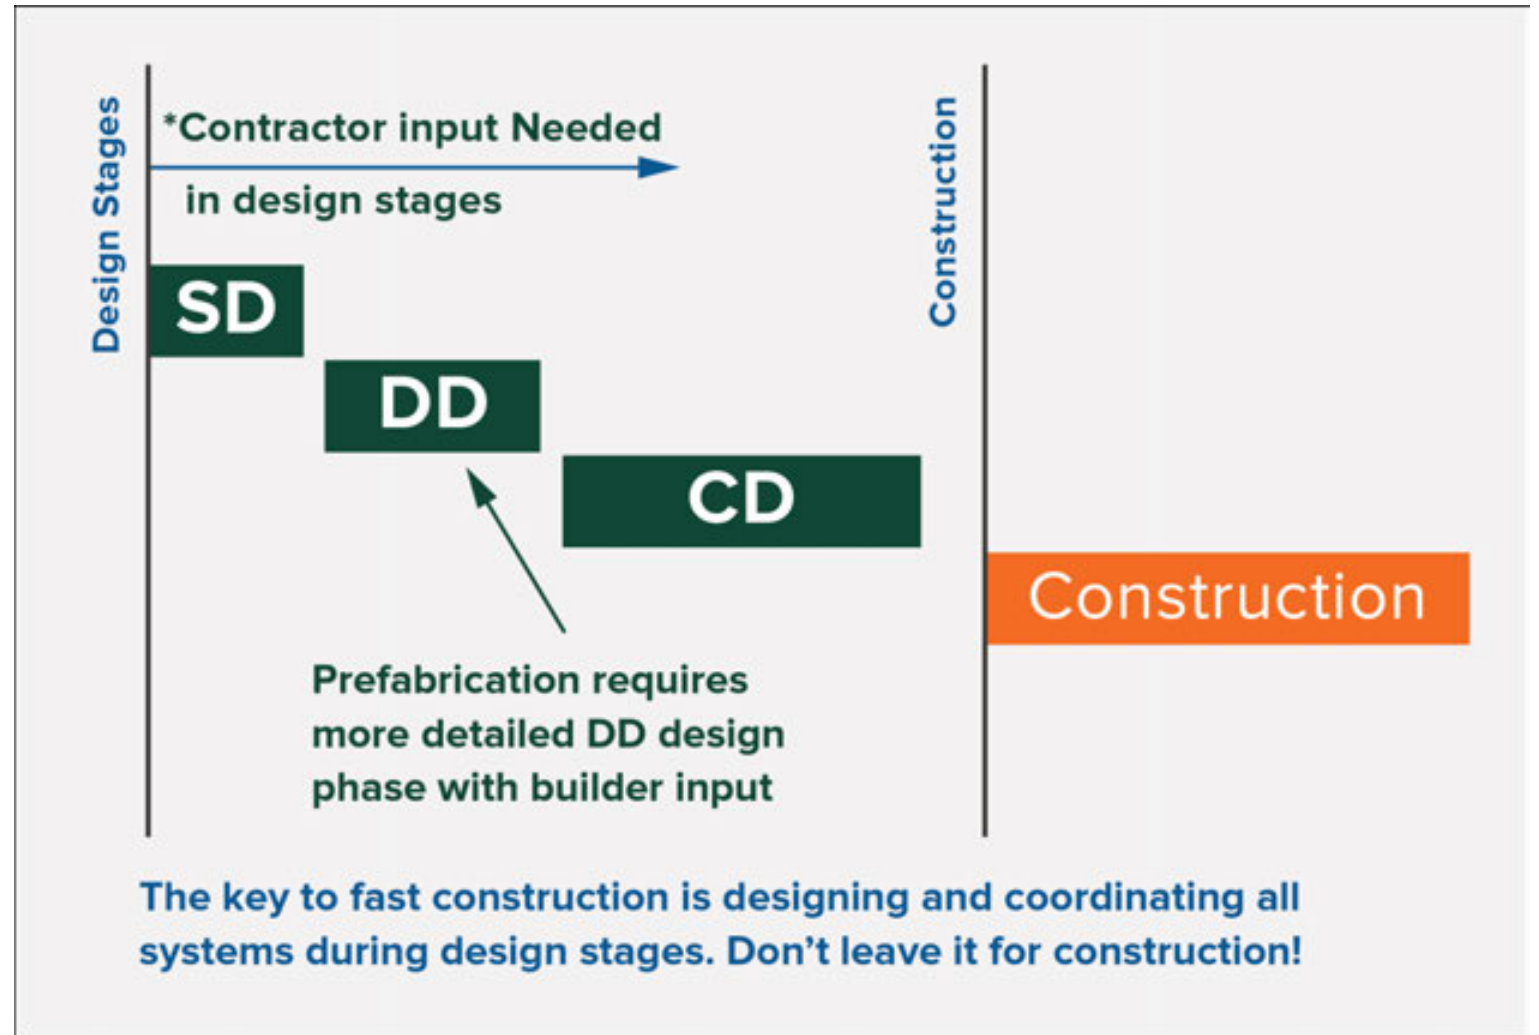 Design Stages
*Contractor input Needed
in design stages
Construction
SD
DD
CD
Construction
Prefabrication requires
more detailed DD design
phase with builder input
The key to fast construction is designing and coordinating all
systems during design stages. Don't leave it for construction!